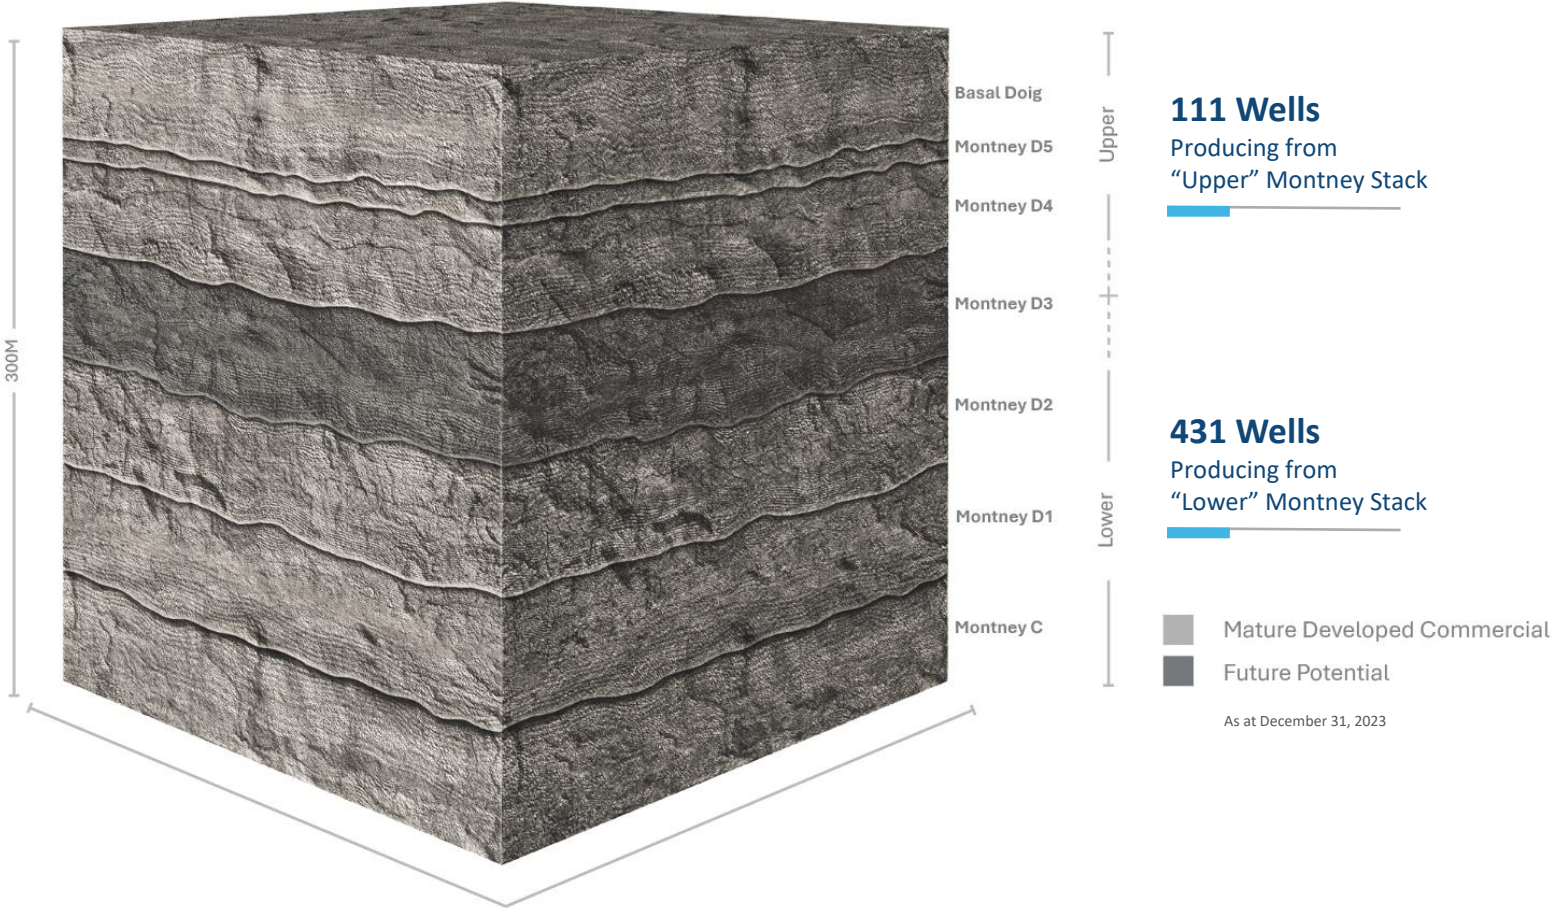 300M
Basal Doig
Montney D5
Montney D4
Montney D3
Montney D2
Montney D1
Montney C
Upper
Lower
111 Wells
Producing from
“Upper” Montney Stack
431 Wells
Producing from
“Lower” Montney Stack
Mature Developed Commercial
Future Potential
As at December 31, 2023